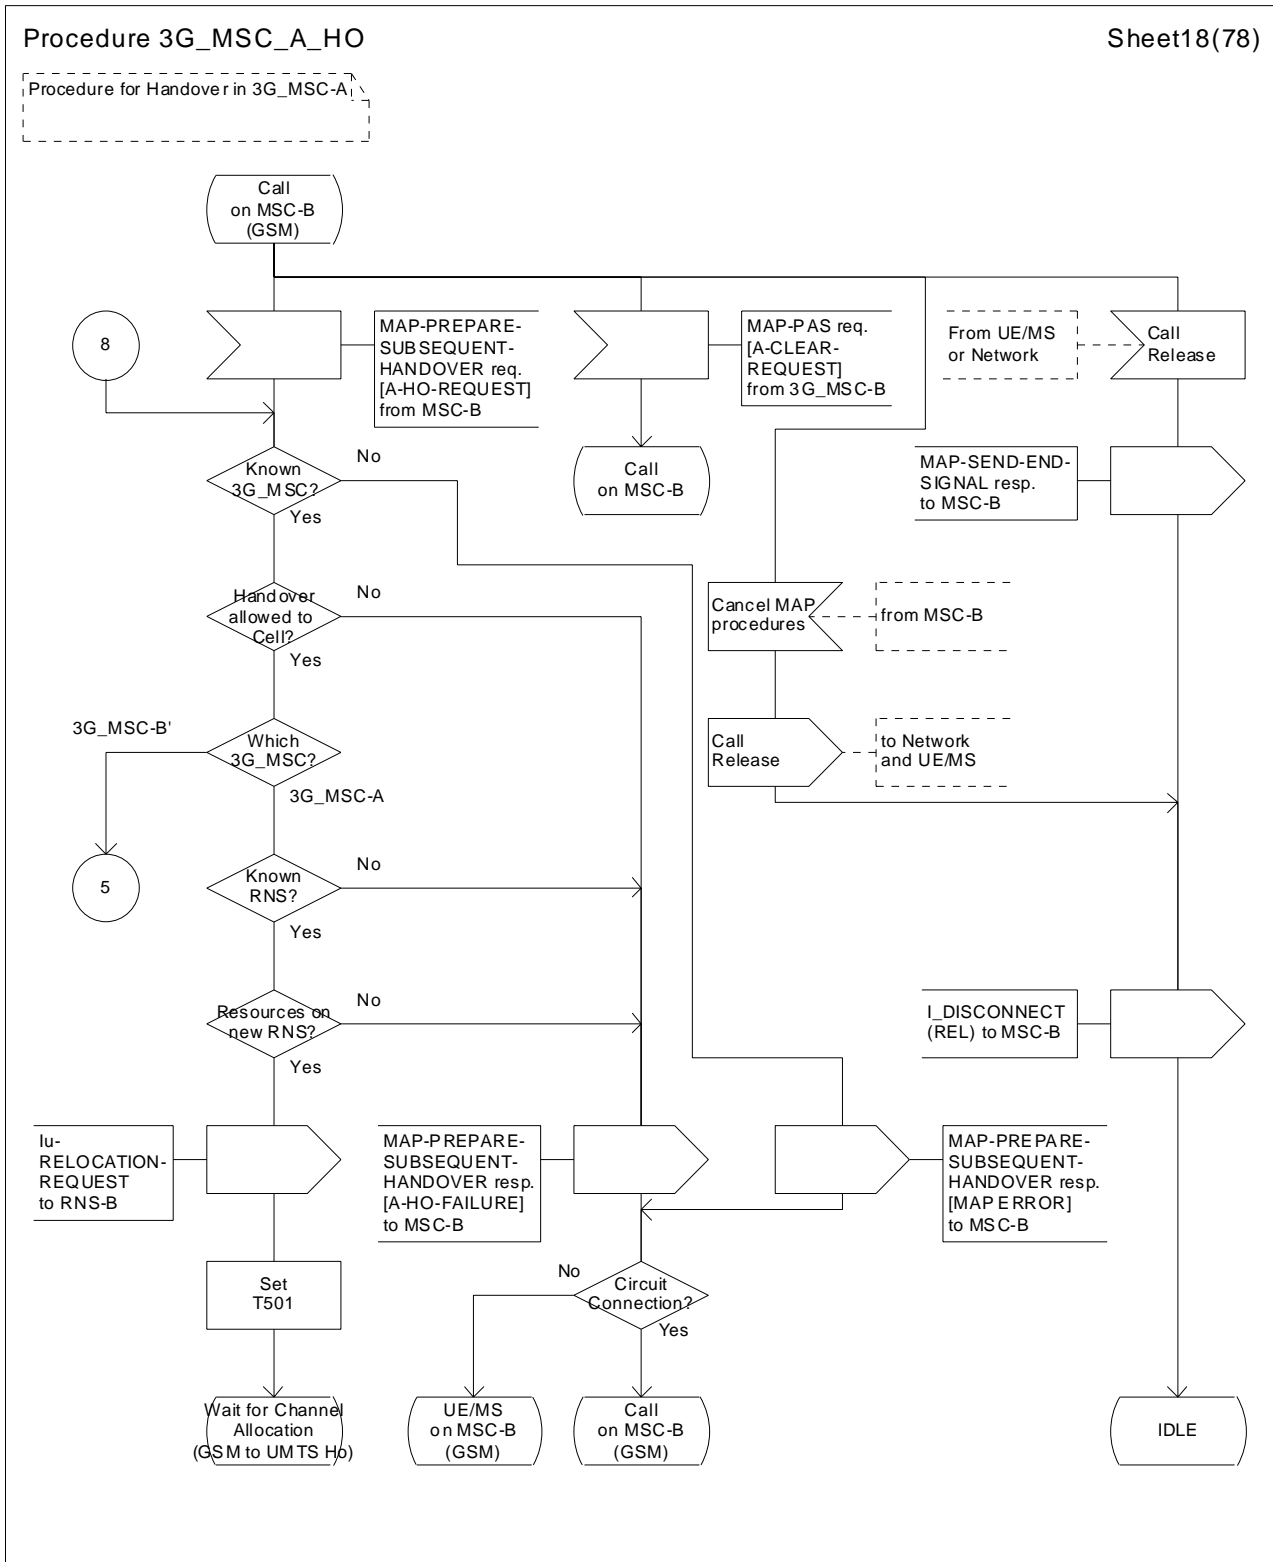 Procedure 3G_MSC_A_HO
Sheet18(78)
Procedure for Handover in 3G_MSC-A
Call
on MSC-B
(GSM)
8
MAP-PREPARE-
SUBSEQUENT-
HANDOVER req.
[A-HO-REQUEST]
from MSC-B
MAP-PAS req.
[A-CLEAR-
REQUEST]
from 3G_MSC-B
From UE/MS
or Network
Call
Release
Known
3G_MSC?
No
Yes
Call
on MSC-B
MAP-SEND-END-
SIGNAL resp.
to MSC-B
Handover
allowed to
Cell?
No
Yes
Cancel MAP
procedures
from MSC-B
3G_MSC-B'
Which
3G_MSC?
3G_MSC-A
Call
Release
to Network
and UE/MS
5
Known
RNS?
No
Yes
Resources on
new RNS?
No
Yes
I_DISCONNECT
(REL) to MSC-B
Iu-
RELOCATION-
REQUEST
to RNS-B
MAP-PREPARE-
SUBSEQUENT-
HANDOVER resp.
[A-HO-FAILURE]
to MSC-B
MAP-PREPARE-
SUBSEQUENT-
HANDOVER resp.
[MAP ERROR]
to MSC-B
Set
T501
No
Circuit
Connection?
Yes
Wait for Channel
Allocation
(GSM to UMTS Ho)
UE/MS
on MSC-B
(GSM)
Call
on MSC-B
(GSM)
IDLE